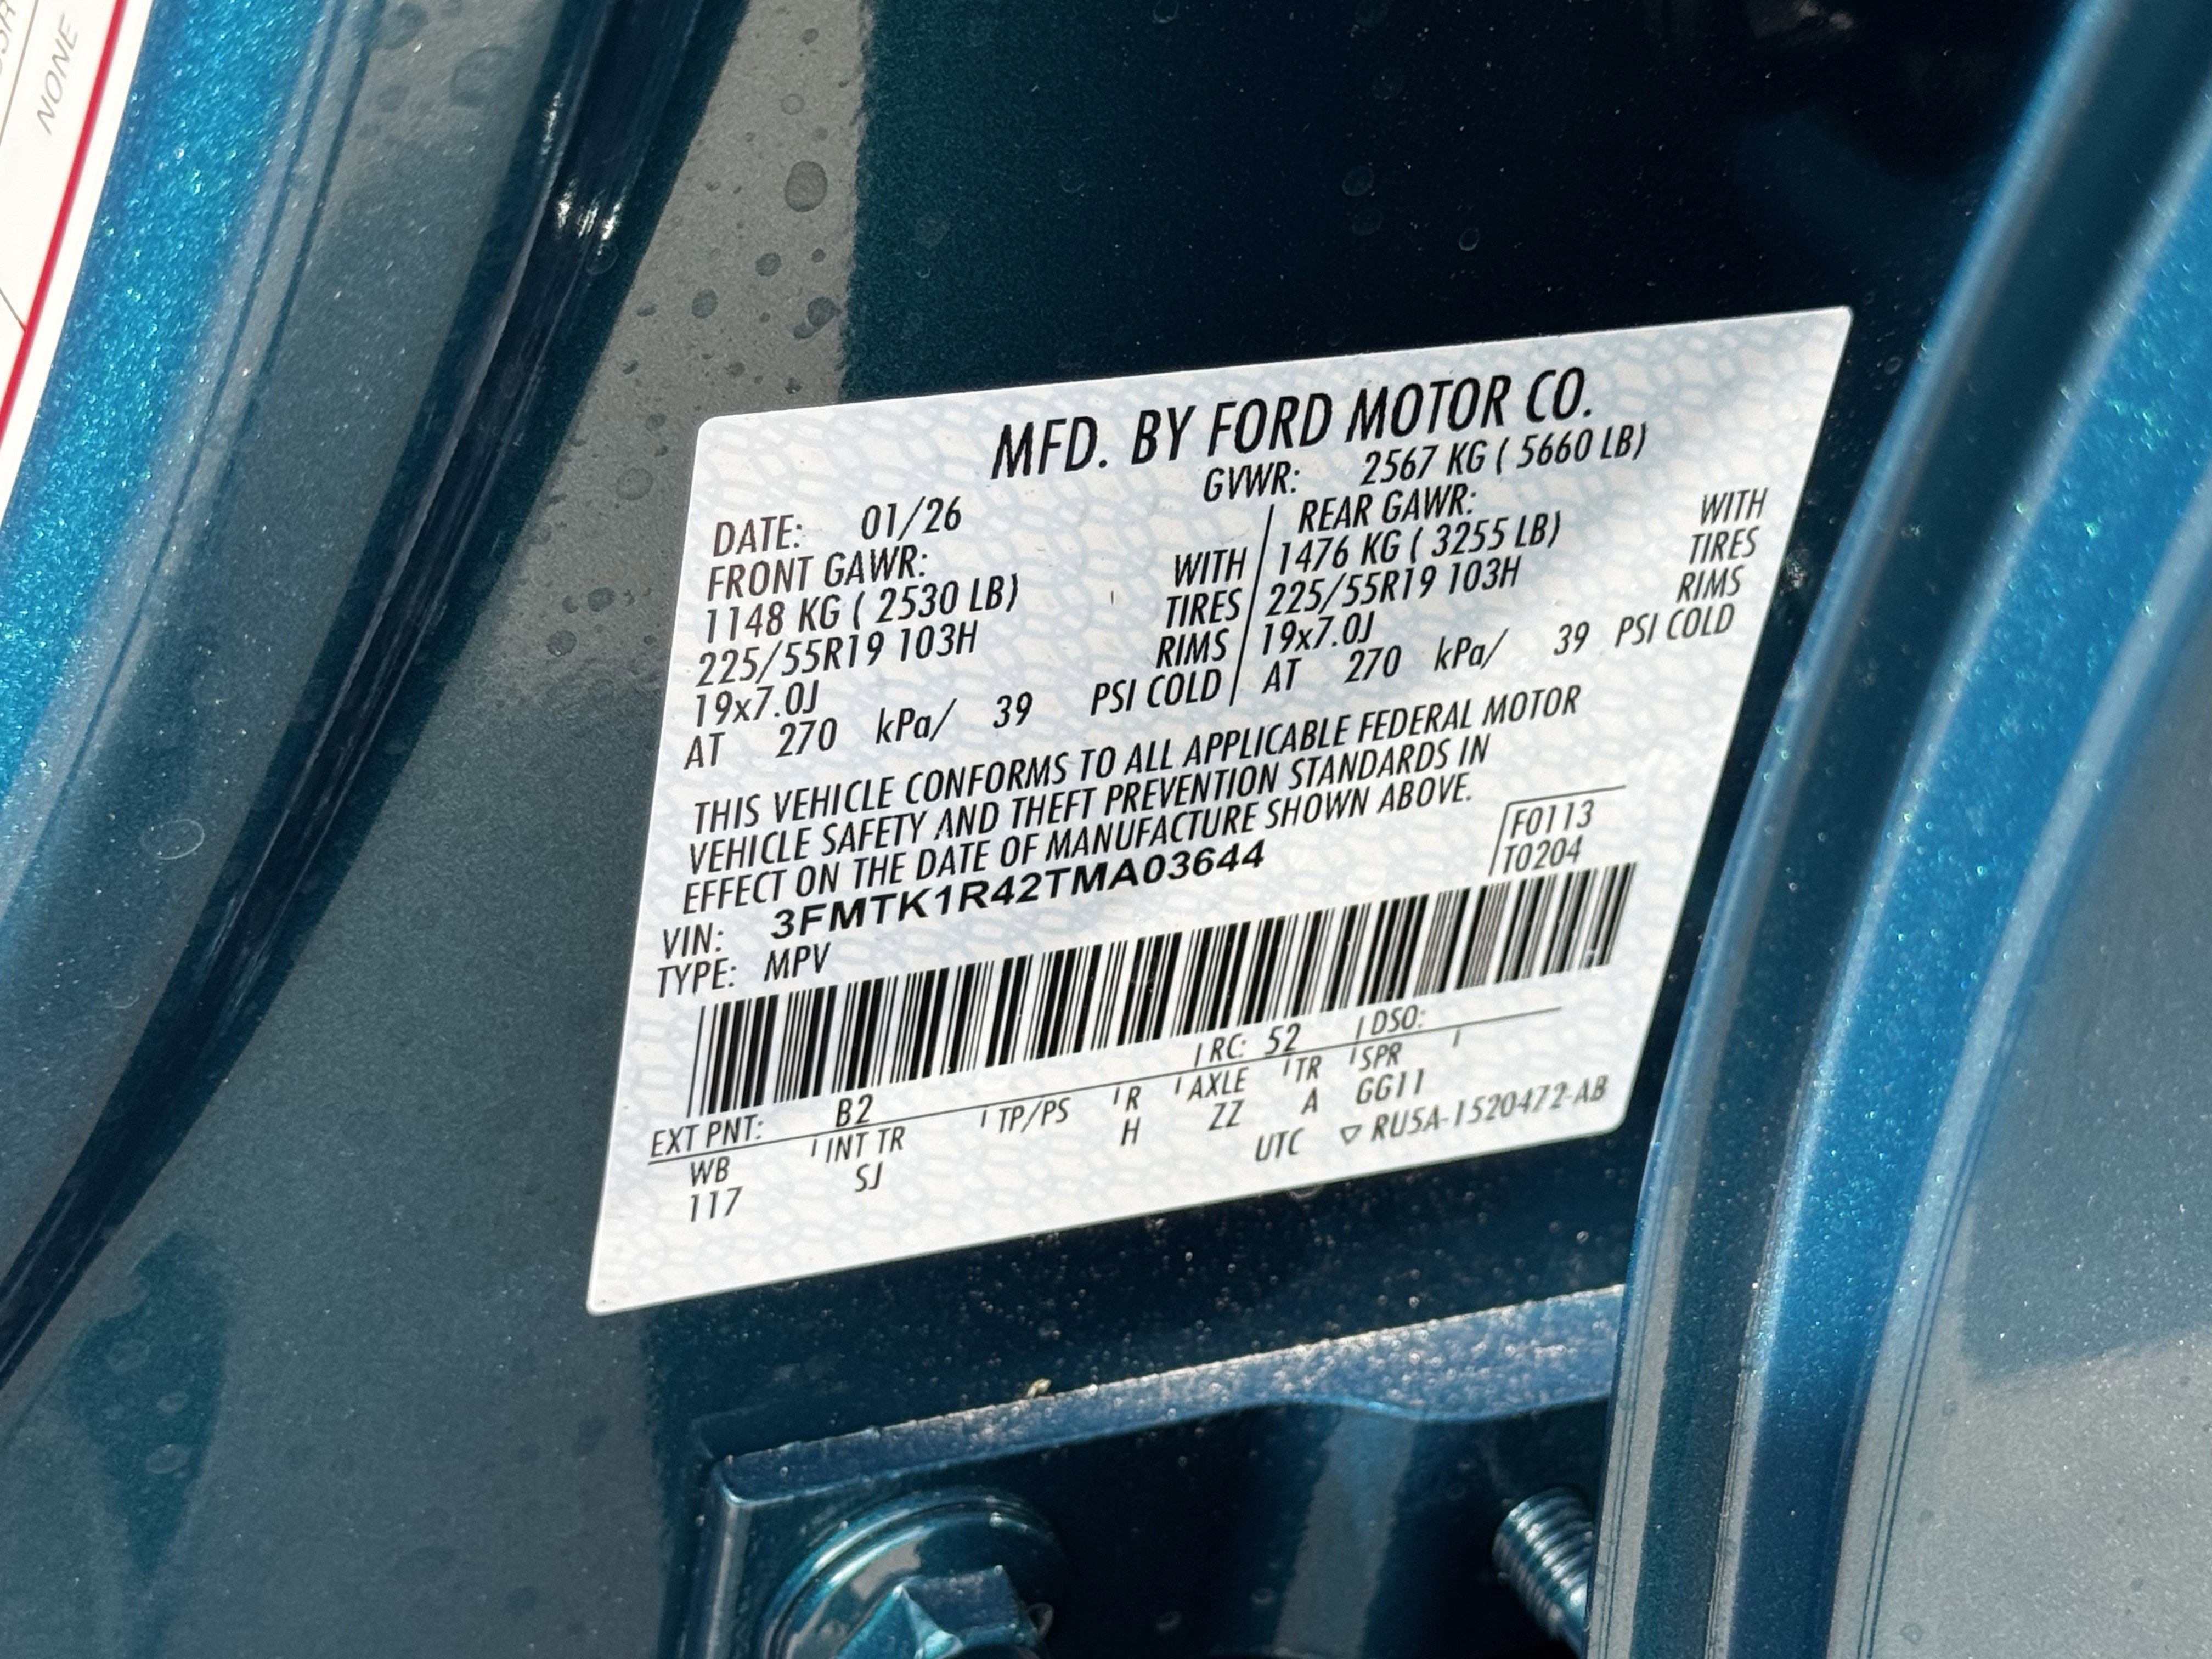 NONE
MFD. BY FORD MOTOR CO.
DATE: 01/26 GVWR: 2567 KG ( 5660 LB)
FRONT GAWR: REAR GAWR:
1148 KG ( 2530 LB) WITH 1476 KG ( 3255 LB) WITH
225/55R19 103H TIRES 225/55R19 103H TIRES
19x7.0J RIMS 19x7.0J RIMS
AT 270 kPa/ 39 PSI COLD AT 270 kPa/ 39 PSI COLD
THIS VEHICLE CONFORMS TO ALL APPLICABLE FEDERAL MOTOR
VEHICLE SAFETY AND THEFT PREVENTION STANDARDS IN
EFFECT ON THE DATE OF MANUFACTURE SHOWN ABOVE.
F0113
T0204
VIN: 3FMTK1R42TMA03644
TYPE: MPV
EXT PNT: B2 RC: 52 DSO:
WB INT TR TP/PS R AXLE TR SPR
117 SJ H ZZ A GG11
UTC RU5A-1520472-AB